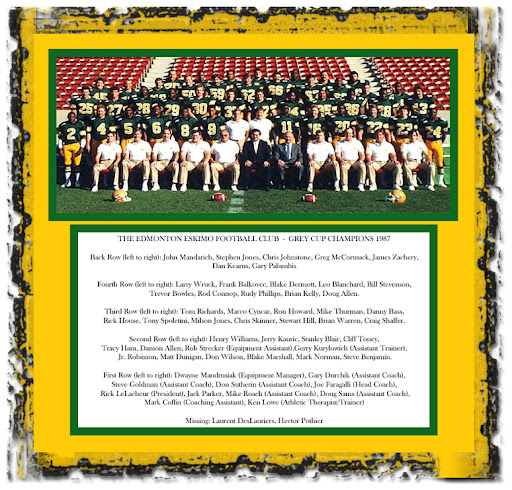 THE EDMONTON ESKIMO FOOTBALL CLUB - GREY CUP CHAMPIONS 1987
Back Row (left to right): John Mandarich, Stephen Jones, Chris Johnstone, Greg McCormack, James Zachery,
Dan Kearns, Gary Palumbis
Fourth Row (left to right): Larry Wruck, Frank Balkovec, Blake Dermott, Leo Blanchard, Bill Stevenson,
Trevor Bowles, Rod Connop, Rudy Phillips, Brian Kelly, Doug Allen.
Third Row (left to right): Tom Richards, Marco Cyncar, Ron Howard, Mike Thurman, Danny Bass,
Rick House, Tony Spoletini, Milson Jones, Chris Skinner, Stewart Hill, Brian Warren, Craig Shaffer.
Second Row (left to right): Henry Williams, Jerry Kauric, Stanley Blair, Cliff Toney,
Tracy Ham, Damon Allen, Rob Strecker (Equipment Assistant),Gerry Kurylowich (Assistant Trainer),
Jr. Robinson, Matt Dunigan, Don Wilson, Blake Marshall, Mark Norman, Steve Benjamin.
First Row (left to right): Dwayne Mandrusiak (Equipment Manager), Gary Durchik (Assistant Coach),
Steve Goldman (Assistant Coach), Don Sutherin (Assistant Coach), Joe Faragalli (Head Coach),
Rick LeLacheur (President), Jack Parker, Mike Roach (Assistant Coach), Doug Sams (Assistant Coach),
Mark Coflin (Coaching Assistant), Ken Lowe (Athletic Therapist/Trainer)
Missing: Laurent DesLauriers, Hector Pothier